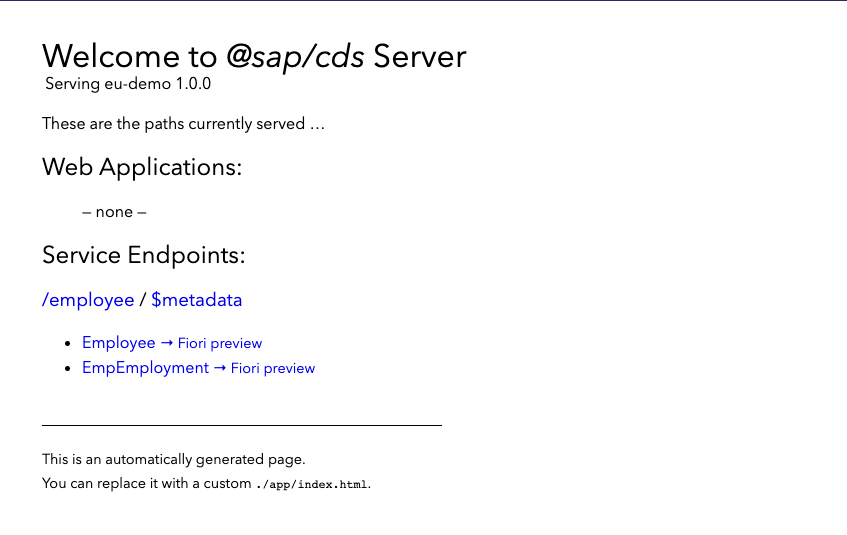 Welcome to @sap/cds Server
Serving eu-demo 1.0.0
These are the paths currently served …
Web Applications:
– none –
Service Endpoints:
/employee / $metadata
Employee → Fiori preview
EmpEmployment → Fiori preview
This is an automatically generated page.
You can replace it with a custom ./app/index.html.